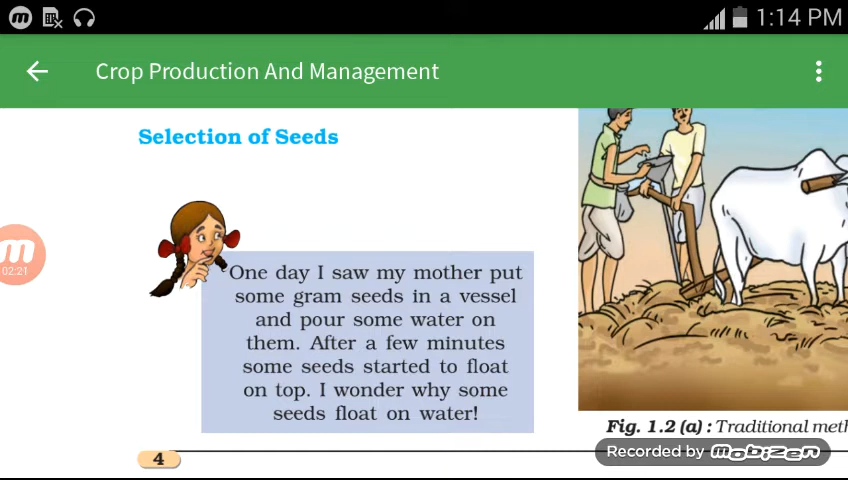 1:14 PM
Crop Production And Management
Selection of Seeds
One day I saw my mother put
some gram seeds in a vessel
and pour some water on
them. After a few minutes
some seeds started to float
on top. I wonder why some
seeds float on water!
4
Fig. 1.2 (a) : Traditional meth
02:21
Recorded by mobizen